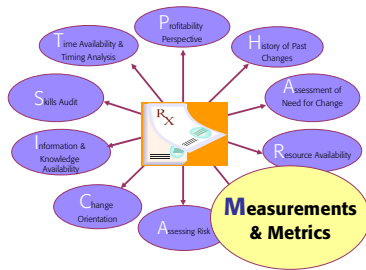 Profitability
Perspective
History of Past
Changes
Assessment of
Need for Change
Resource Availability
Measurements
& Metrics
Assessing Risk
Change
Orientation
Information &
Knowledge
Availability
Skills Audit
Time Availability &
Timing Analysis
RX